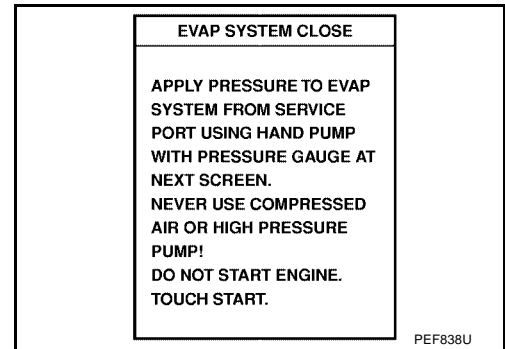 EVAP SYSTEM CLOSE
APPLY PRESSURE TO EVAP
SYSTEM FROM SERVICE
PORT USING HAND PUMP
WITH PRESSURE GAUGE AT
NEXT SCREEN.
NEVER USE COMPRESSED
AIR OR HIGH PRESSURE
PUMP!
DO NOT START ENGINE.
TOUCH START.
PEF838U